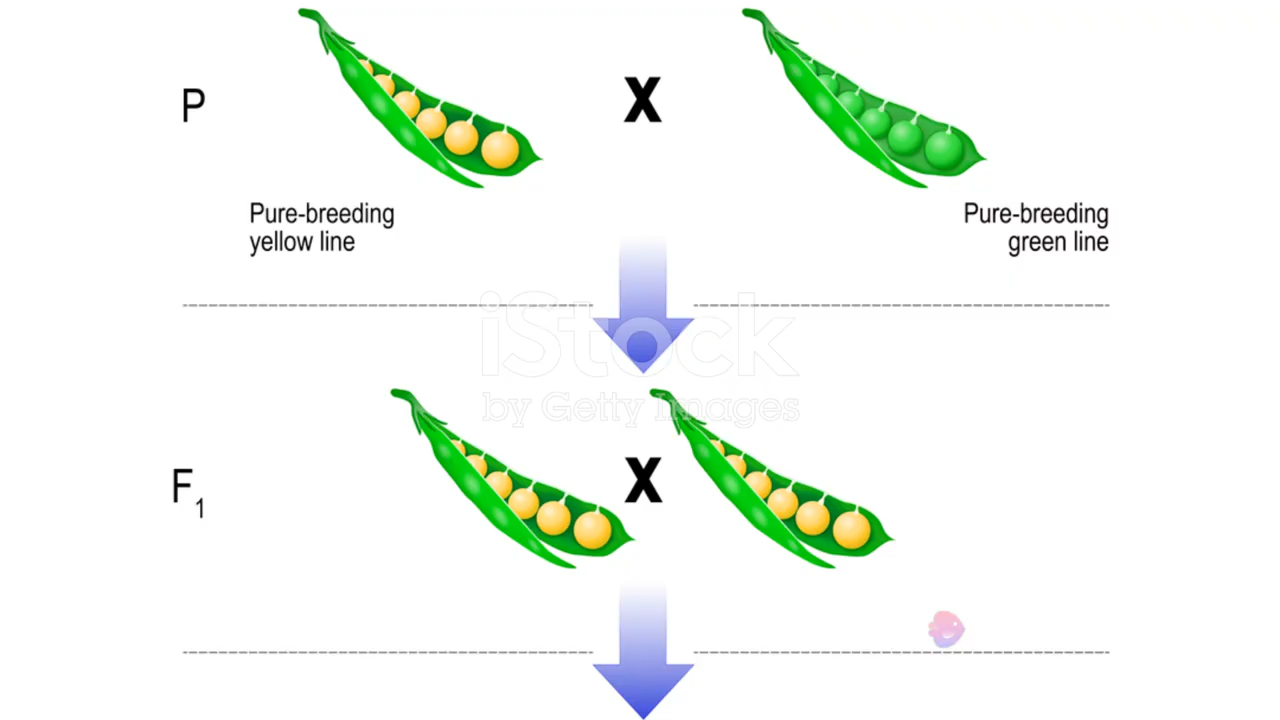 P
X
Pure-breeding
yellow line
Pure-breeding
green line
iStock
by Getty Images
F1
X